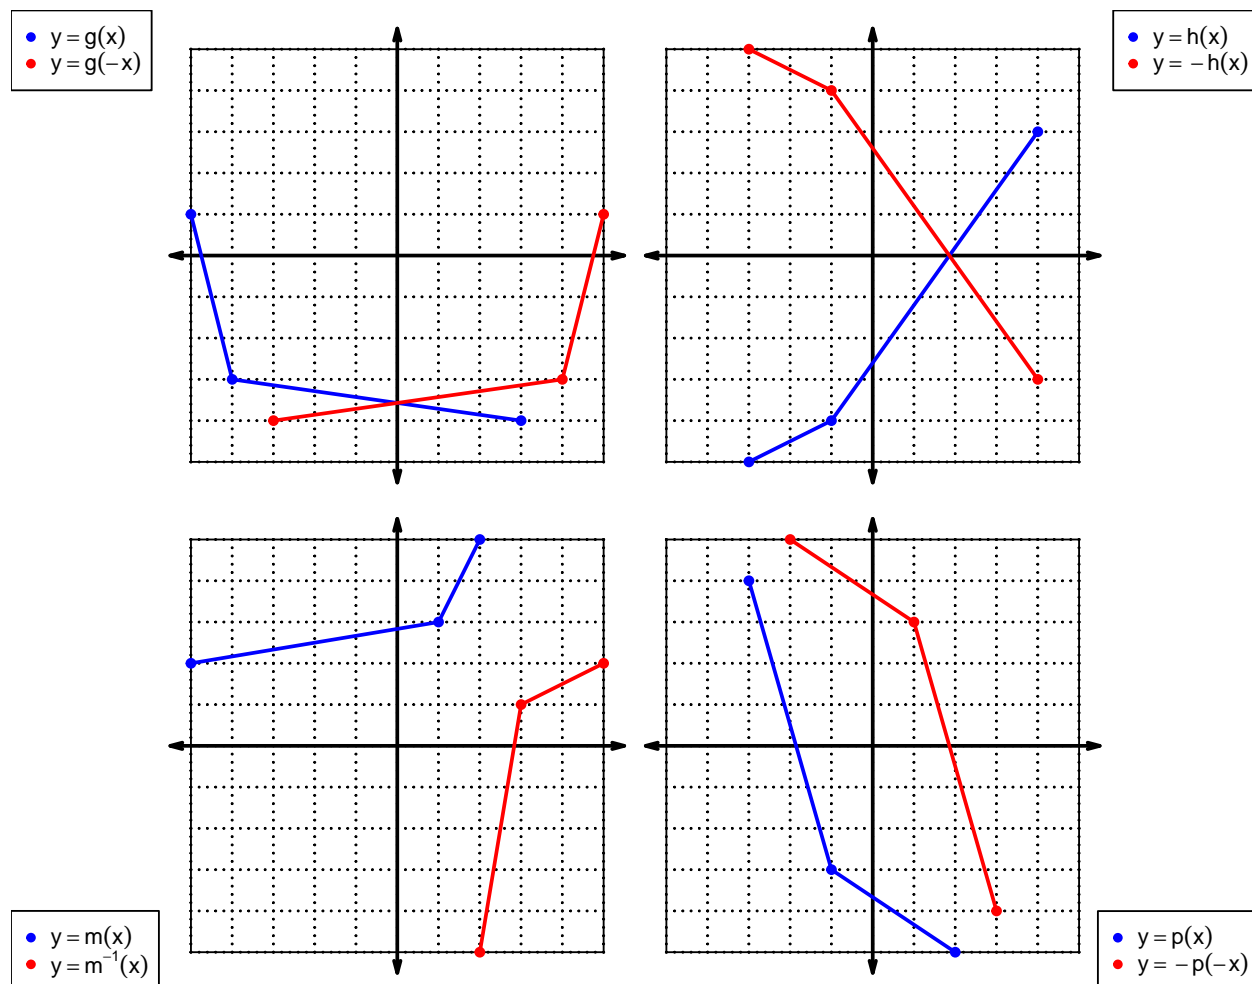 y = g(x)
y = g(−x)
y = h(x)
y = −h(x)
y = m(x)
y = m⁻¹(x)
y = p(x)
y = −p(−x)